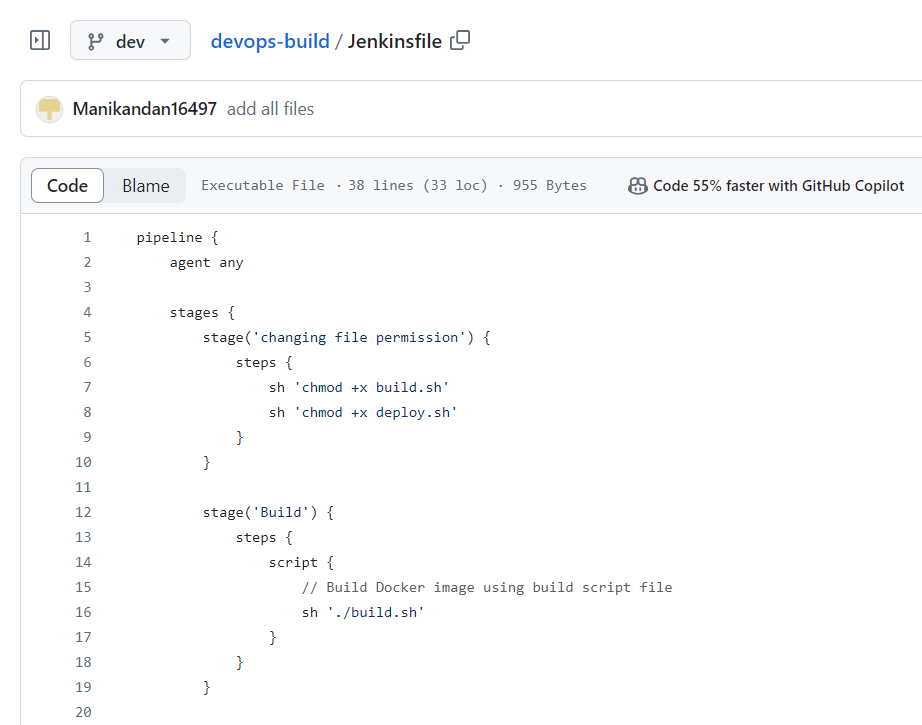 dev devops-build / Jenkinsfile
Manikandan16497 add all files
Code Blame Executable File · 38 lines (33 loc) · 955 Bytes Code 55% faster with GitHub Copilot
1 pipeline {
2     agent any
3
4     stages {
5         stage('changing file permission') {
6             steps {
7                 sh 'chmod +x build.sh'
8                 sh 'chmod +x deploy.sh'
9             }
10         }
11
12         stage('Build') {
13             steps {
14                 script {
15                     // Build Docker image using build script file
16                     sh './build.sh'
17                 }
18             }
19         }
20